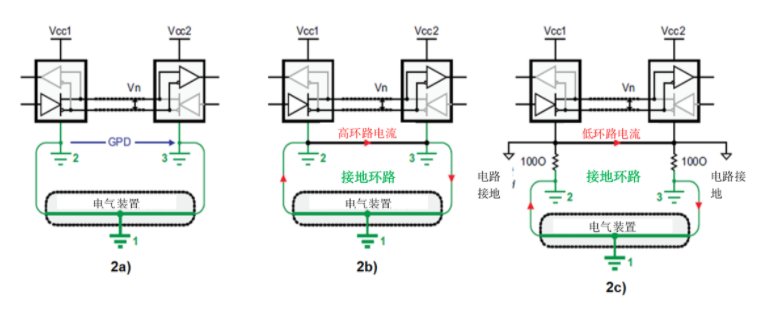 Vcc1
Vcc2
Vn
GPD
2
3
电气装置
1
2a)
Vcc1
Vcc2
Vn
高环路电流
2
3
接地环路
电气装置
1
2b)
Vcc1
Vcc2
Vn
低环路电流
100O
100O
电路接地
电路接地
接地环路
2
3
电气装置
1
2c)